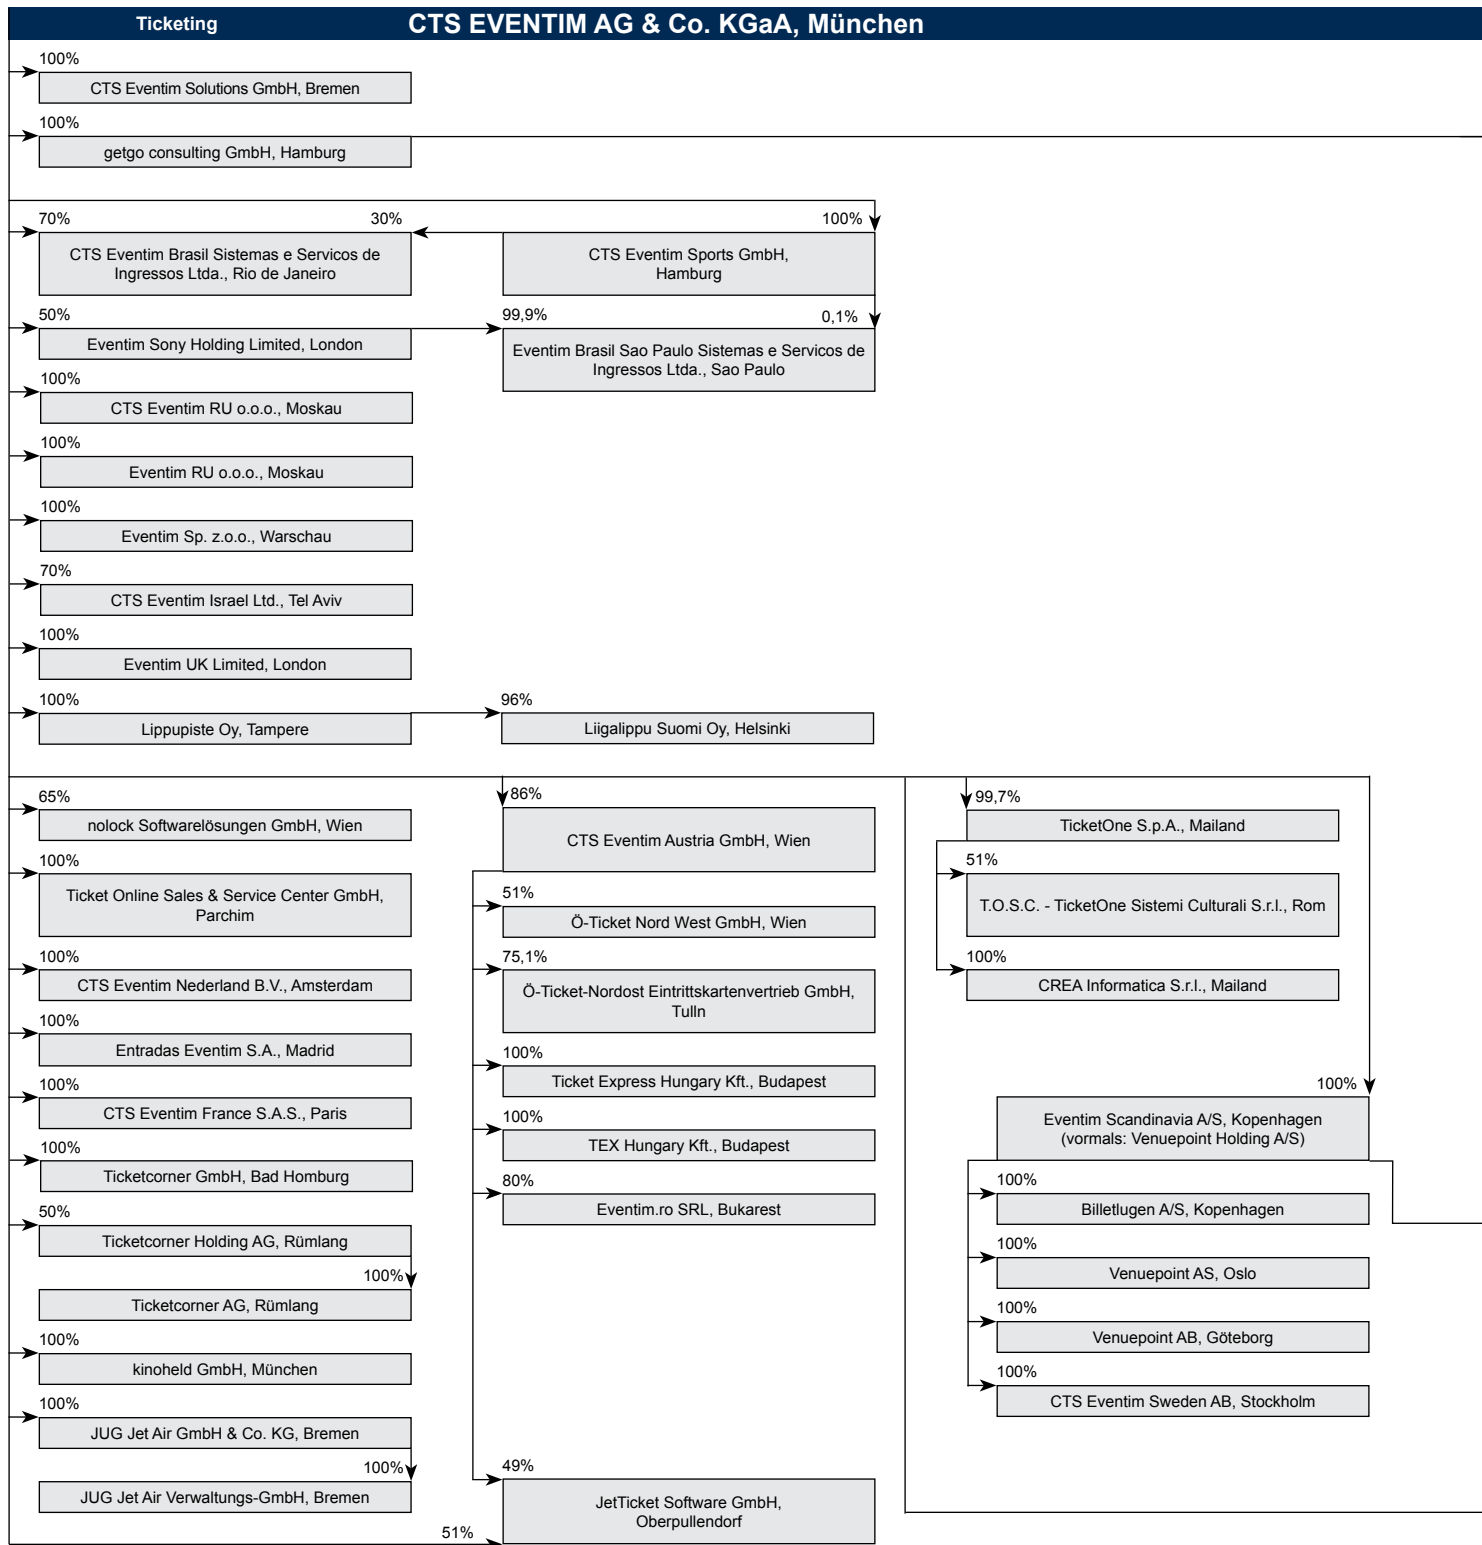 Ticketing
CTS EVENTIM AG & Co. KGaA, München
100%
CTS Eventim Solutions GmbH, Bremen
100%
getgo consulting GmbH, Hamburg
70%
30%
CTS Eventim Brasil Sistemas e Servicos de
Ingressos Ltda., Rio de Janeiro
100%
CTS Eventim Sports GmbH,
Hamburg
50%
Eventim Sony Holding Limited, London
99,9%
0,1%
Eventim Brasil Sao Paulo Sistemas e Servicos de
Ingressos Ltda., Sao Paulo
100%
CTS Eventim RU o.o.o., Moskau
100%
Eventim RU o.o.o., Moskau
100%
Eventim Sp. z.o.o., Warschau
70%
CTS Eventim Israel Ltd., Tel Aviv
100%
Eventim UK Limited, London
100%
Lippupiste Oy, Tampere
96%
Liigalippu Suomi Oy, Helsinki
65%
nolock Softwarelösungen GmbH, Wien
100%
Ticket Online Sales & Service Center GmbH,
Parchim
100%
CTS Eventim Nederland B.V., Amsterdam
100%
Entradas Eventim S.A., Madrid
100%
CTS Eventim France S.A.S., Paris
100%
Ticketcorner GmbH, Bad Homburg
50%
Ticketcorner Holding AG, Rümlang
100%
Ticketcorner AG, Rümlang
100%
kinoheld GmbH, München
100%
JUG Jet Air GmbH & Co. KG, Bremen
100%
JUG Jet Air Verwaltungs-GmbH, Bremen
86%
CTS Eventim Austria GmbH, Wien
51%
Ö-Ticket Nord West GmbH, Wien
75,1%
Ö-Ticket-Nordost Eintrittskartenvertrieb GmbH,
Tulln
100%
Ticket Express Hungary Kft., Budapest
100%
TEX Hungary Kft., Budapest
80%
Eventim.ro SRL, Bukarest
49%
JetTicket Software GmbH,
Oberpullendorf
51%
99,7%
TicketOne S.p.A., Mailand
51%
T.O.S.C. - TicketOne Sistemi Culturali S.r.l., Rom
100%
CREA Informatica S.r.l., Mailand
100%
Eventim Scandinavia A/S, Kopenhagen
(vormals: Venuepoint Holding A/S)
100%
Billetlugen A/S, Kopenhagen
100%
Venuepoint AS, Oslo
100%
Venuepoint AB, Göteborg
100%
CTS Eventim Sweden AB, Stockholm